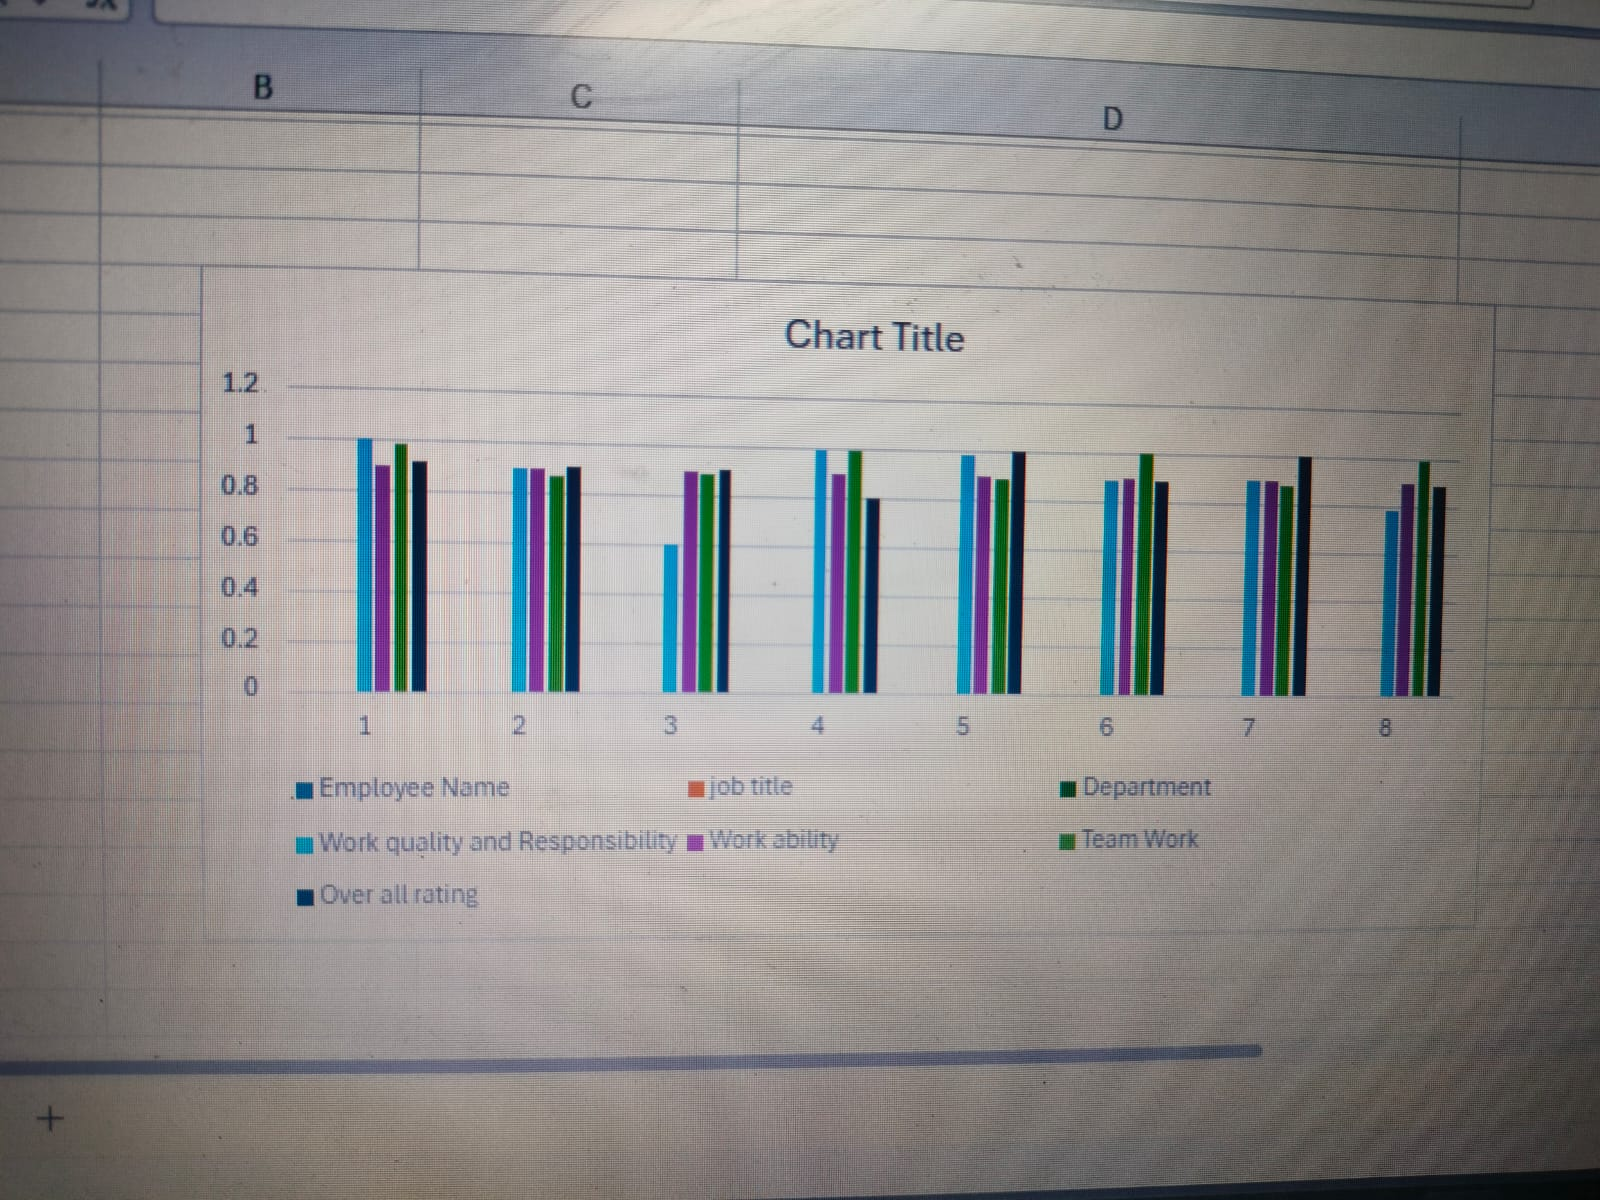 B C D
Chart Title
1.2
1
0.8
0.6
0.4
0.2
0
1 2 3 4 5 6 7 8
Employee Name job title Department
Work quality and Responsibility Work ability Team Work
Over all rating
+